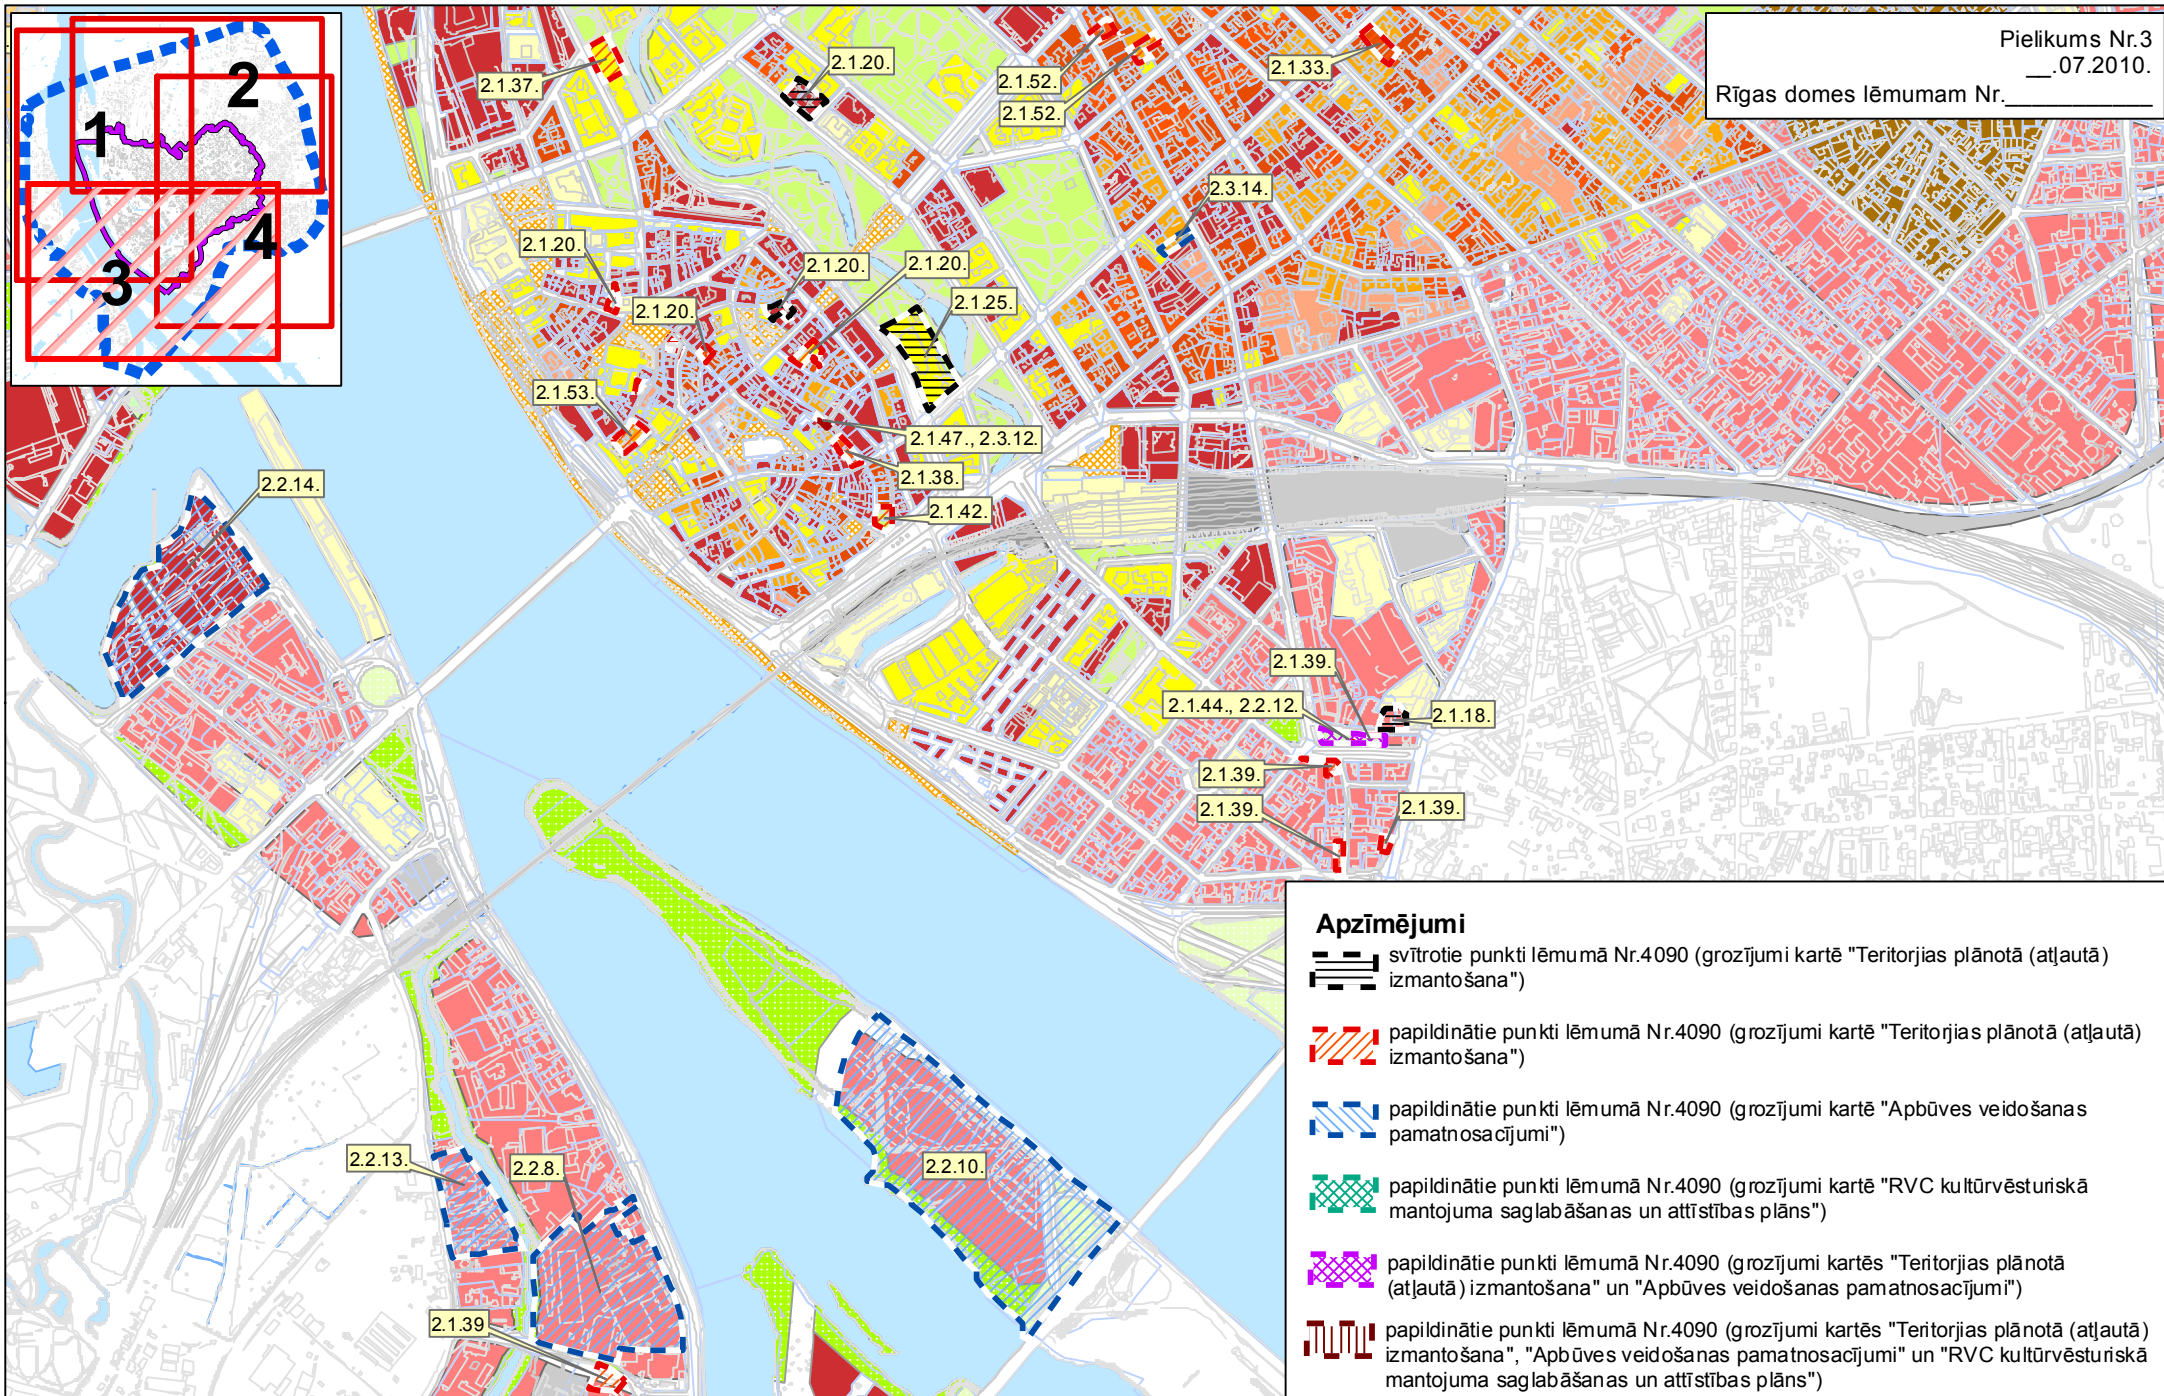 1
2
3
4
Pielikums Nr.3
__.07.2010.
Rīgas domes lēmumam Nr.___________
2.1.37.
2.1.20.
2.1.52.
2.1.52.
2.1.33.
2.3.14.
2.1.20.
2.1.20.
2.1.20.
2.1.20.
2.1.25.
2.1.53.
2.1.47., 2.3.12.
2.1.38.
2.1.42.
2.2.14.
2.1.39.
2.1.44., 2.2.12.
2.1.18.
2.1.39.
2.1.39.
2.1.39.
2.2.13.
2.2.8.
2.2.10.
2.1.39
Apzīmējumi
svītrotie punkti lēmumā Nr.4090 (grozījumi kartē "Teritorjias plānotā (atļautā)
izmantošana")
papildinātie punkti lēmumā Nr.4090 (grozījumi kartē "Teritorjias plānotā (atļautā)
izmantošana")
papildinātie punkti lēmumā Nr.4090 (grozījumi kartē "Apbūves veidošanas
pamatnosacījumi")
papildinātie punkti lēmumā Nr.4090 (grozījumi kartē "RVC kultūrvēsturiskā
mantojuma saglabāšanas un attīstības plāns")
papildinātie punkti lēmumā Nr.4090 (grozījumi kartēs "Teritorjias plānotā
(atļautā) izmantošana" un "Apbūves veidošanas pamatnosacījumi")
papildinātie punkti lēmumā Nr.4090 (grozījumi kartēs "Teritorjias plānotā (atļautā)
izmantošana", "Apbūves veidošanas pamatnosacījumi" un "RVC kultūrvēsturiskā
mantojuma saglabāšanas un attīstības plāns")